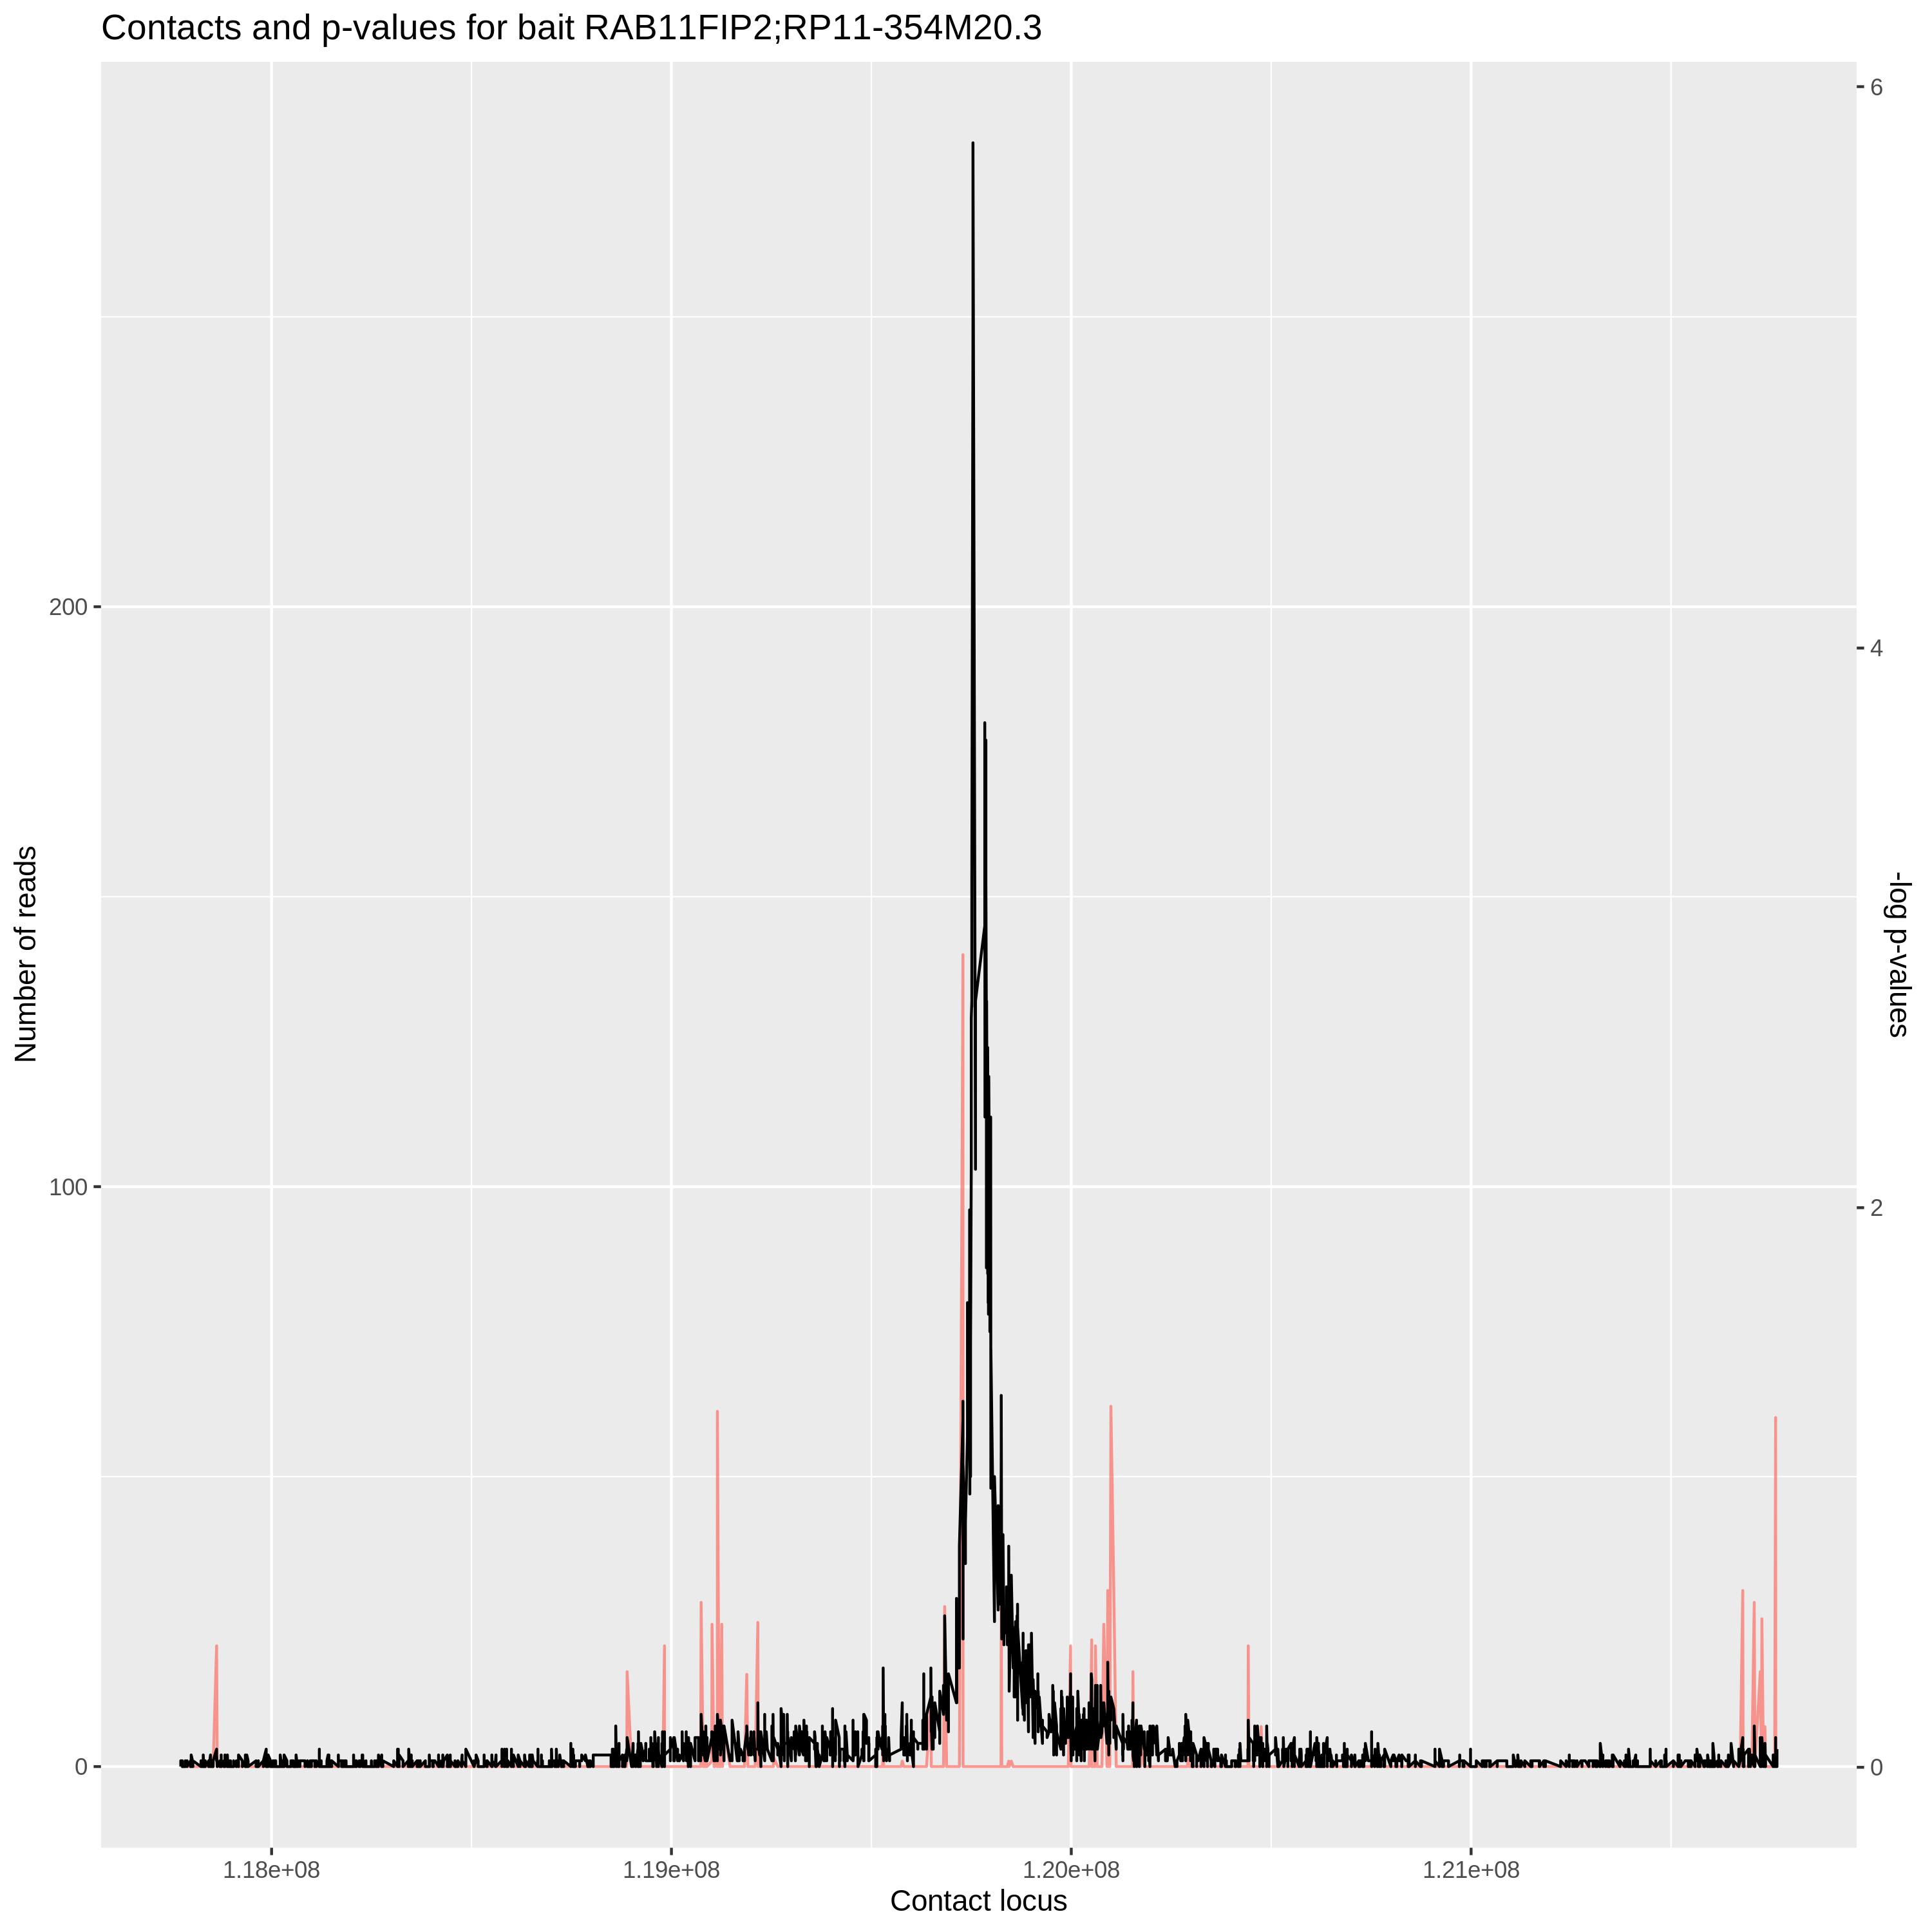 Contacts and p-values for bait RAB11FIP2;RP11-354M20.3
6
200
4
Number of reads
-log p-values
100
2
0
0
1.18e+08
1.19e+08
1.20e+08
1.21e+08
Contact locus